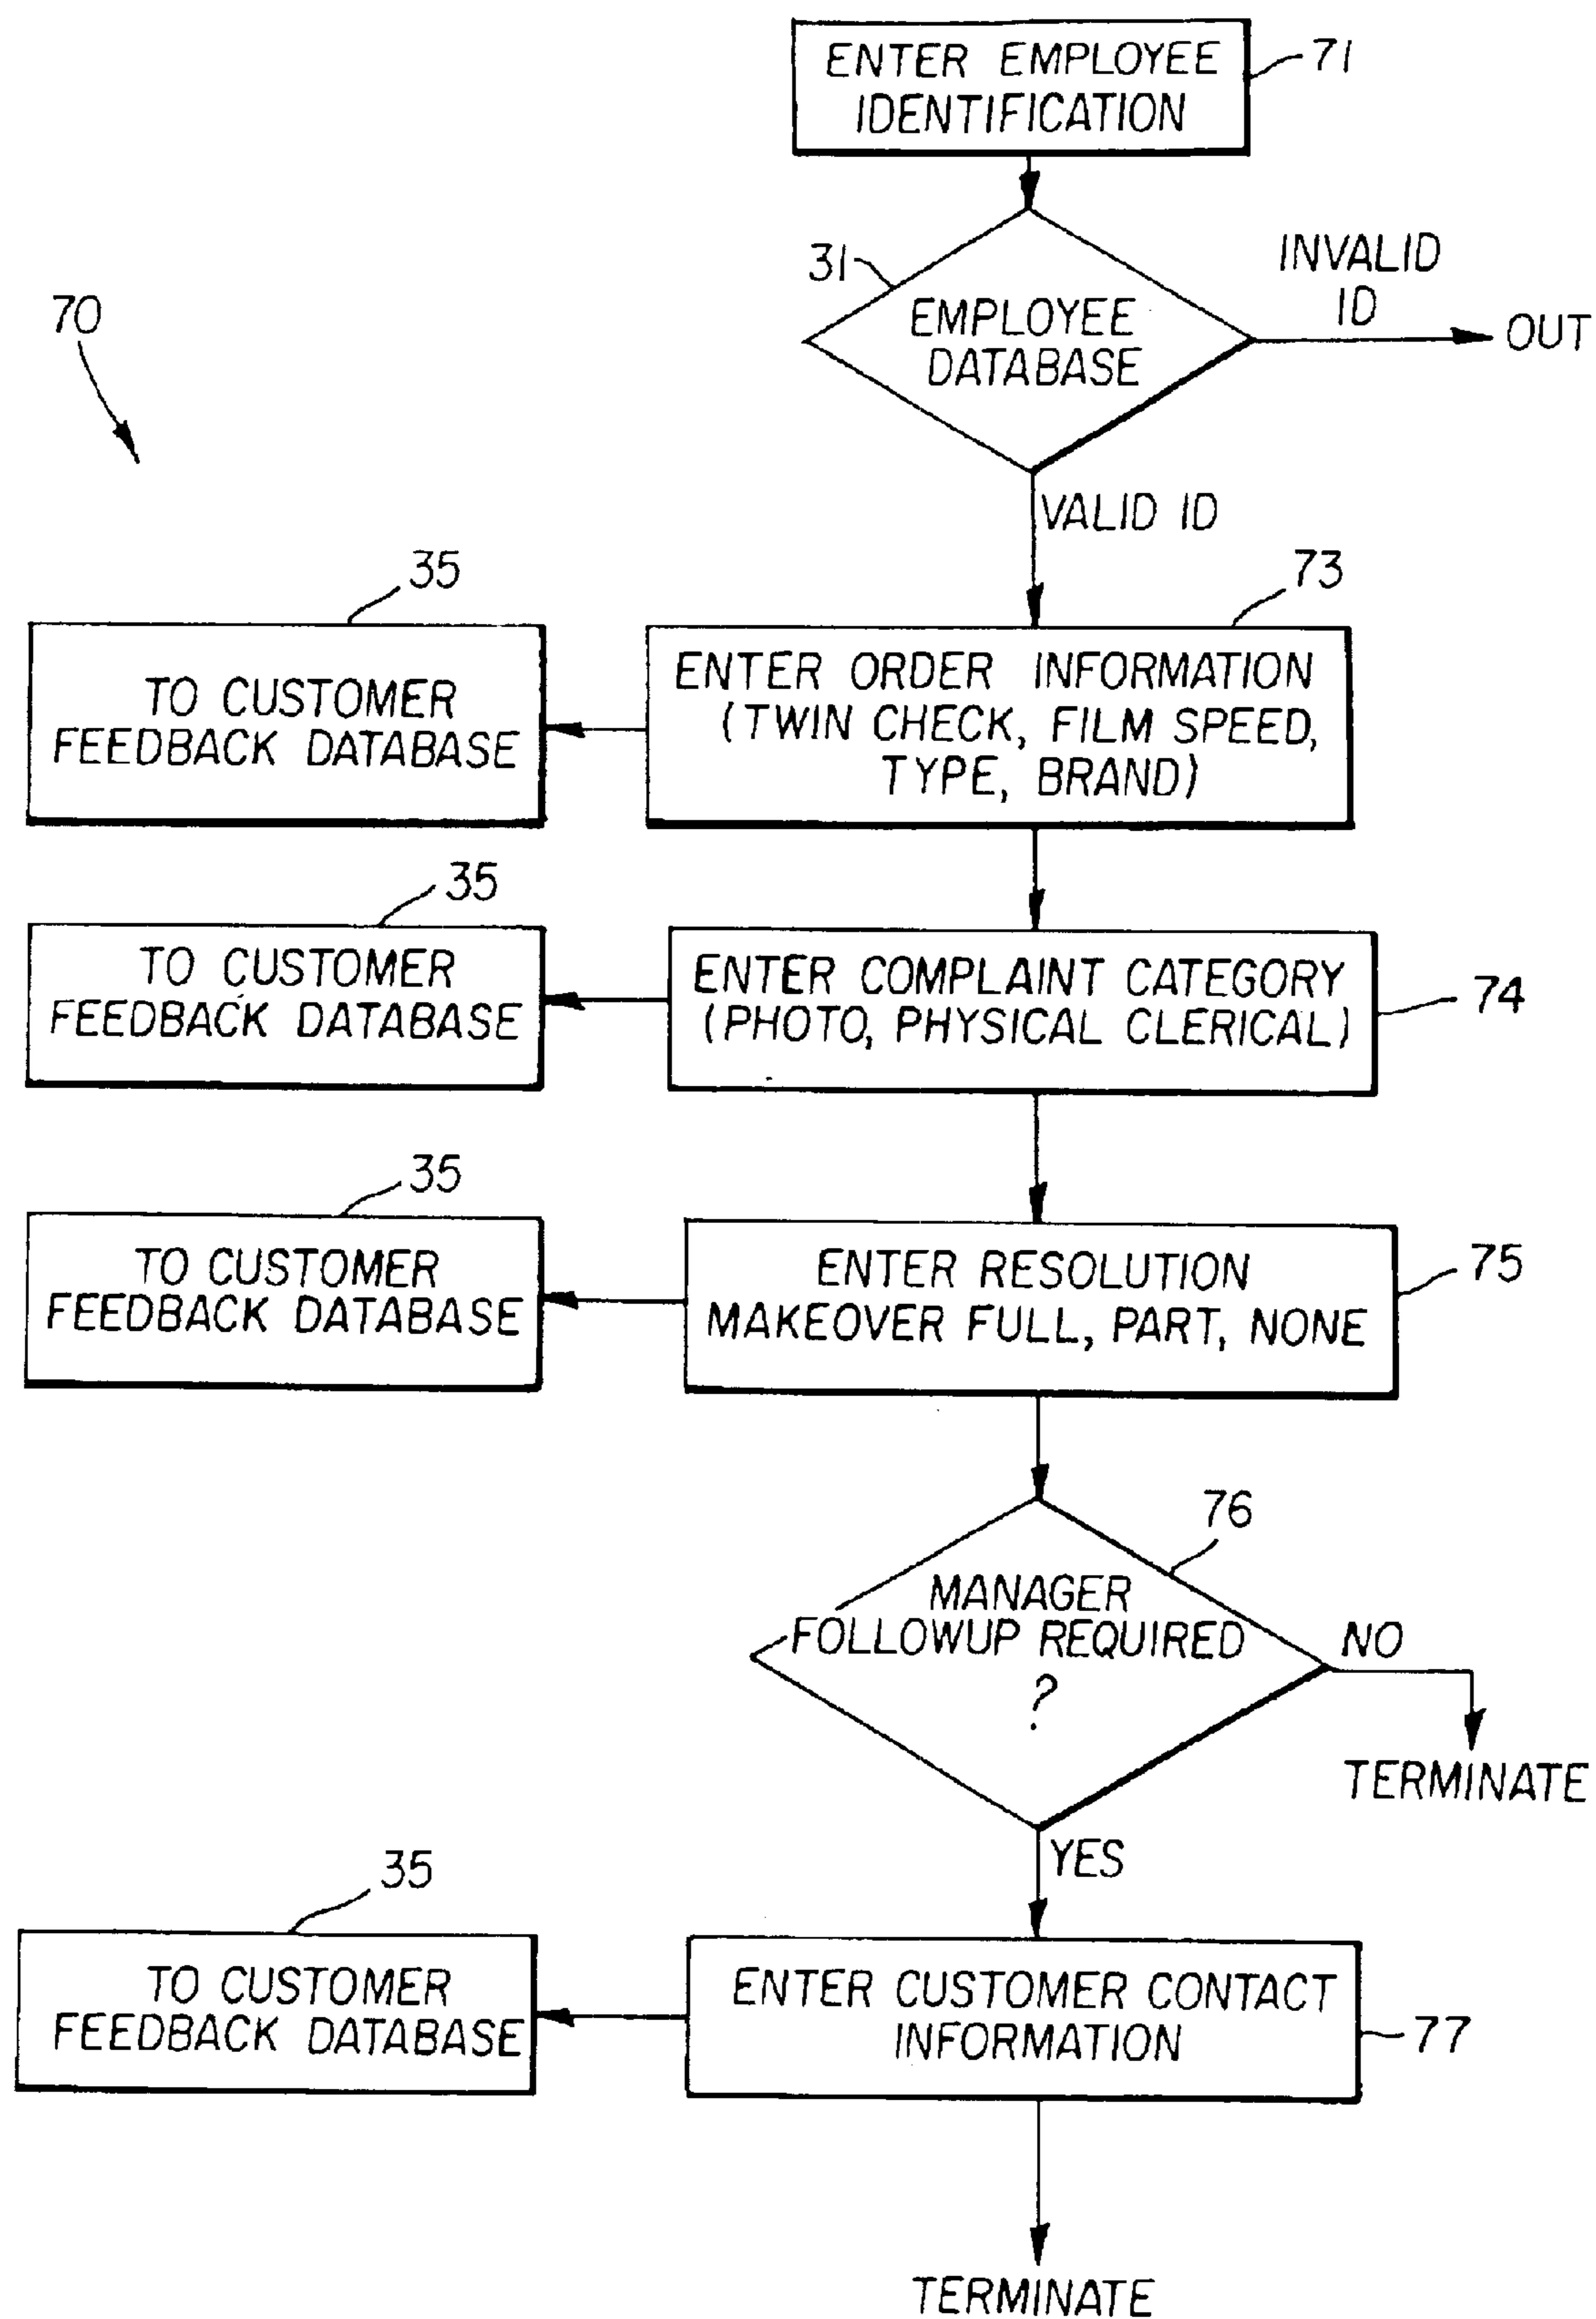 ENTER EMPLOYEE
IDENTIFICATION
71
31
EMPLOYEE
DATABASE
INVALID
ID
OUT
70
VALID ID
35
TO CUSTOMER
FEEDBACK DATABASE
73
ENTER ORDER INFORMATION
(TWIN CHECK, FILM SPEED,
TYPE, BRAND)
35
TO CUSTOMER
FEEDBACK DATABASE
ENTER COMPLAINT CATEGORY
(PHOTO, PHYSICAL CLERICAL)
74
35
TO CUSTOMER
FEEDBACK DATABASE
ENTER RESOLUTION
MAKEOVER FULL, PART, NONE
75
76
MANAGER
FOLLOWUP REQUIRED
?
NO
TERMINATE
YES
35
TO CUSTOMER
FEEDBACK DATABASE
ENTER CUSTOMER CONTACT
INFORMATION
77
TERMINATE